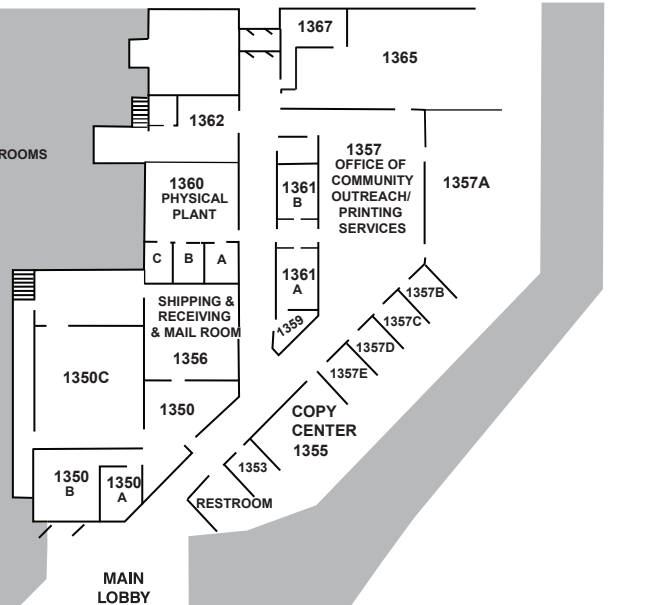 1367
1365
1362
ROOMS
1357
OFFICE OF
COMMUNITY
OUTREACH/
PRINTING
SERVICES
1357A
1360
PHYSICAL
PLANT
1361
B
C
B
A
1361
A
1357B
SHIPPING &
RECEIVING
& MAIL ROOM
1356
1359
1357C
1357D
1357E
1350C
1350
COPY
CENTER
1355
1350
B
1350
A
1353
RESTROOM
MAIN
LOBBY